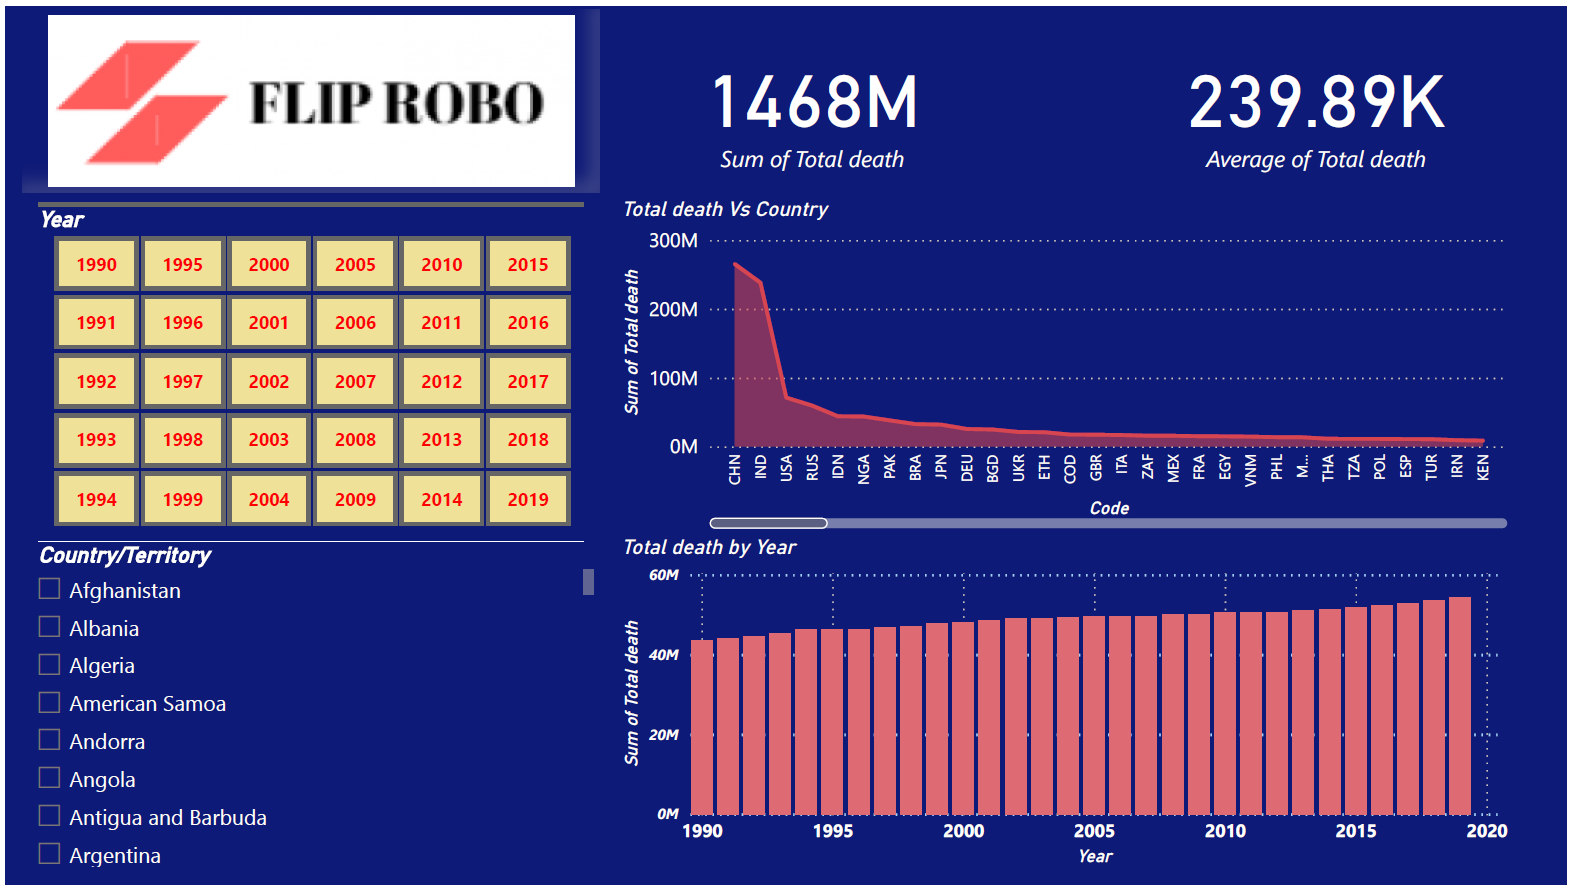 FLIP ROBO
1468M
Sum of Total death
239.89K
Average of Total death
Year
1990 1995 2000 2005 2010 2015
1991 1996 2001 2006 2011 2016
1992 1997 2002 2007 2012 2017
1993 1998 2003 2008 2013 2018
1994 1999 2004 2009 2014 2019
Country/Territory
Afghanistan
Albania
Algeria
American Samoa
Andorra
Angola
Antigua and Barbuda
Argentina
Total death Vs Country
Sum of Total death
300M
200M
100M
0M
CHN IND USA RUS IDN NGA PAK BRA JPN DEU BGD UKR ETH COD GBR ITA ZAF MEX FRA EGY VNM PHL M... THA TZA POL ESP TUR IRN KEN
Code
Total death by Year
Sum of Total death
60M
40M
20M
0M
1990 1995 2000 2005 2010 2015 2020
Year